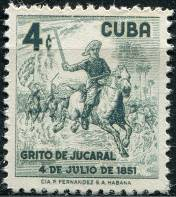 4¢ CUBA
GRITO DE JUCARAL
4 DE JULIO DE 1851
CIA. P. FERNANDEZ S.A. HABANA